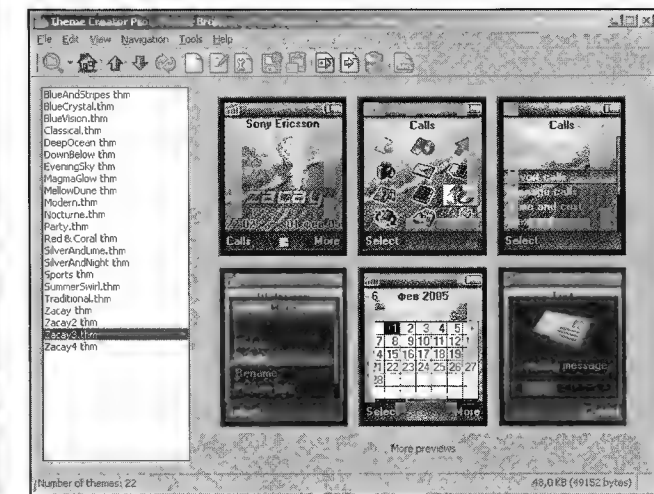 Theme Creator Pro
File Edit View Navigation Tools Help
BlueAndStripes thm
BlueCrystal.thm
BlueVision.thm
Classical.thm
DeepOcean thm
DownBelow thm
EveningSky thm
MagmaGlow thm
MellowDune thm
Modern.thm
Nocturne.thm
Party.thm
Red & Coral thm
SilverAndLime.thm
SilverAndNight thm
Sports thm
SummerSwirl.thm
Traditional.thm
Zacay thm
Zacay2 thm
Zacay3.thm
Zacay4 thm
Sony Ericsson
zacay
Calls More
Calls
Select
Calls
and cost
Select
Rename
6 фев 2005
1 2 3 4 5
7 8 9 10 11 12
14 15 16 17 18 19
21 22 23 24 25 26 27
28
Select More
message
More previews
Number of themes: 22
48,0 KB (49152 bytes)